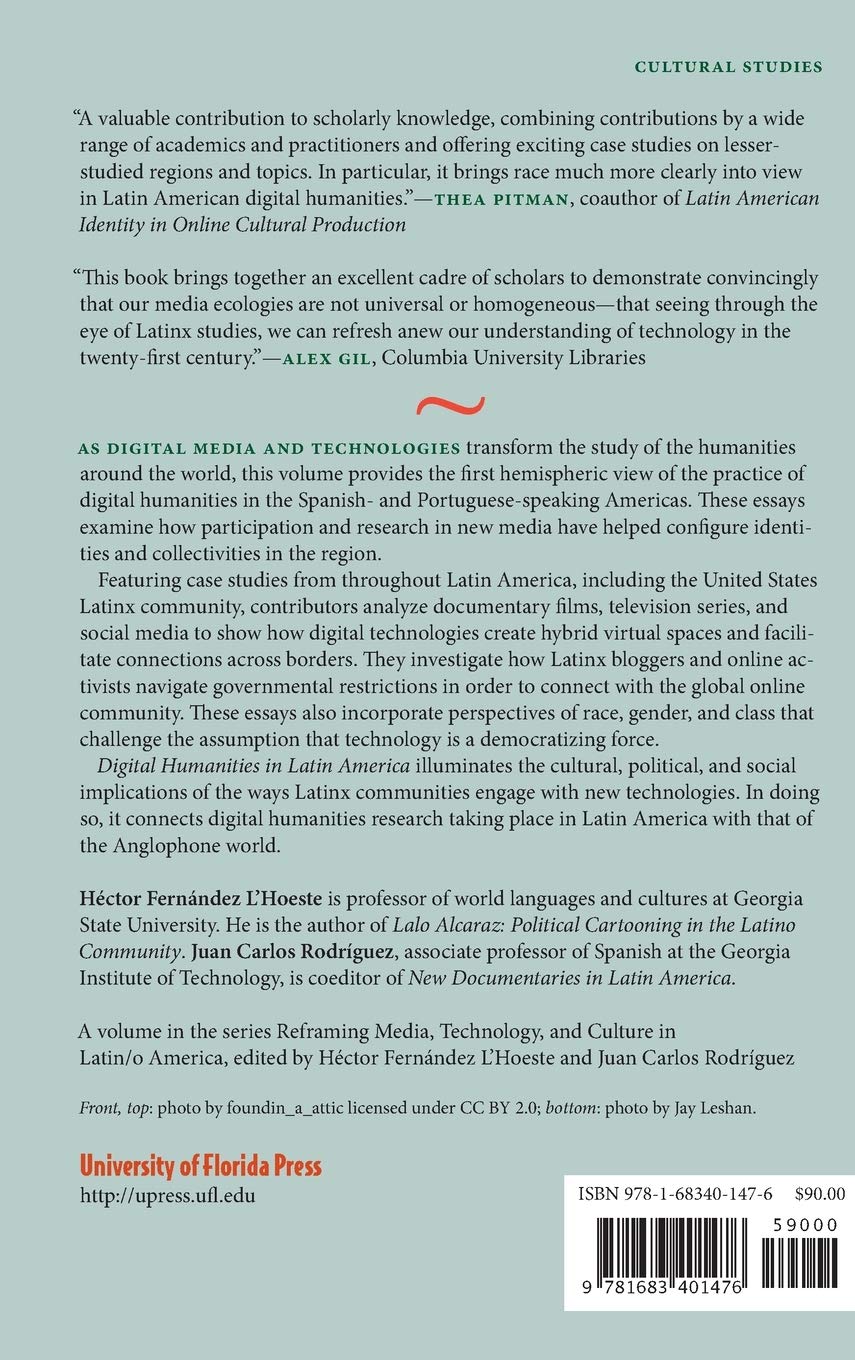 CULTURAL STUDIES
“A valuable contribution to scholarly knowledge, combining contributions by a wide
range of academics and practitioners and offering exciting case studies on lesser-
studied regions and topics. In particular, it brings race much more clearly into view
in Latin American digital humanities.”—THEA PITMAN, coauthor of Latin American
Identity in Online Cultural Production
“This book brings together an excellent cadre of scholars to demonstrate convincingly
that our media ecologies are not universal or homogeneous—that seeing through the
eye of Latinx studies, we can refresh anew our understanding of technology in the
twenty-first century.”—ALEX GIL, Columbia University Libraries
AS DIGITAL MEDIA AND TECHNOLOGIES transform the study of the humanities
around the world, this volume provides the first hemispheric view of the practice of
digital humanities in the Spanish- and Portuguese-speaking Americas. These essays
examine how participation and research in new media have helped configure identi-
ties and collectivities in the region.
Featuring case studies from throughout Latin America, including the United States
Latinx community, contributors analyze documentary films, television series, and
social media to show how digital technologies create hybrid virtual spaces and facili-
tate connections across borders. They investigate how Latinx bloggers and online ac-
tivists navigate governmental restrictions in order to connect with the global online
community. These essays also incorporate perspectives of race, gender, and class that
challenge the assumption that technology is a democratizing force.
Digital Humanities in Latin America illuminates the cultural, political, and social
implications of the ways Latinx communities engage with new technologies. In doing
so, it connects digital humanities research taking place in Latin America with that of
the Anglophone world.
Héctor Fernández L’Hoeste is professor of world languages and cultures at Georgia
State University. He is the author of Lalo Alcaraz: Political Cartooning in the Latino
Community. Juan Carlos Rodríguez, associate professor of Spanish at the Georgia
Institute of Technology, is coeditor of New Documentaries in Latin America.
A volume in the series Reframing Media, Technology, and Culture in
Latin/o America, edited by Héctor Fernández L’Hoeste and Juan Carlos Rodríguez
Front, top: photo by foundin_a_attic licensed under CC BY 2.0; bottom: photo by Jay Leshan.
University of Florida Press
http://upress.ufl.edu
ISBN 978-1-68340-147-6 $90.00
59000
9 781683 401476